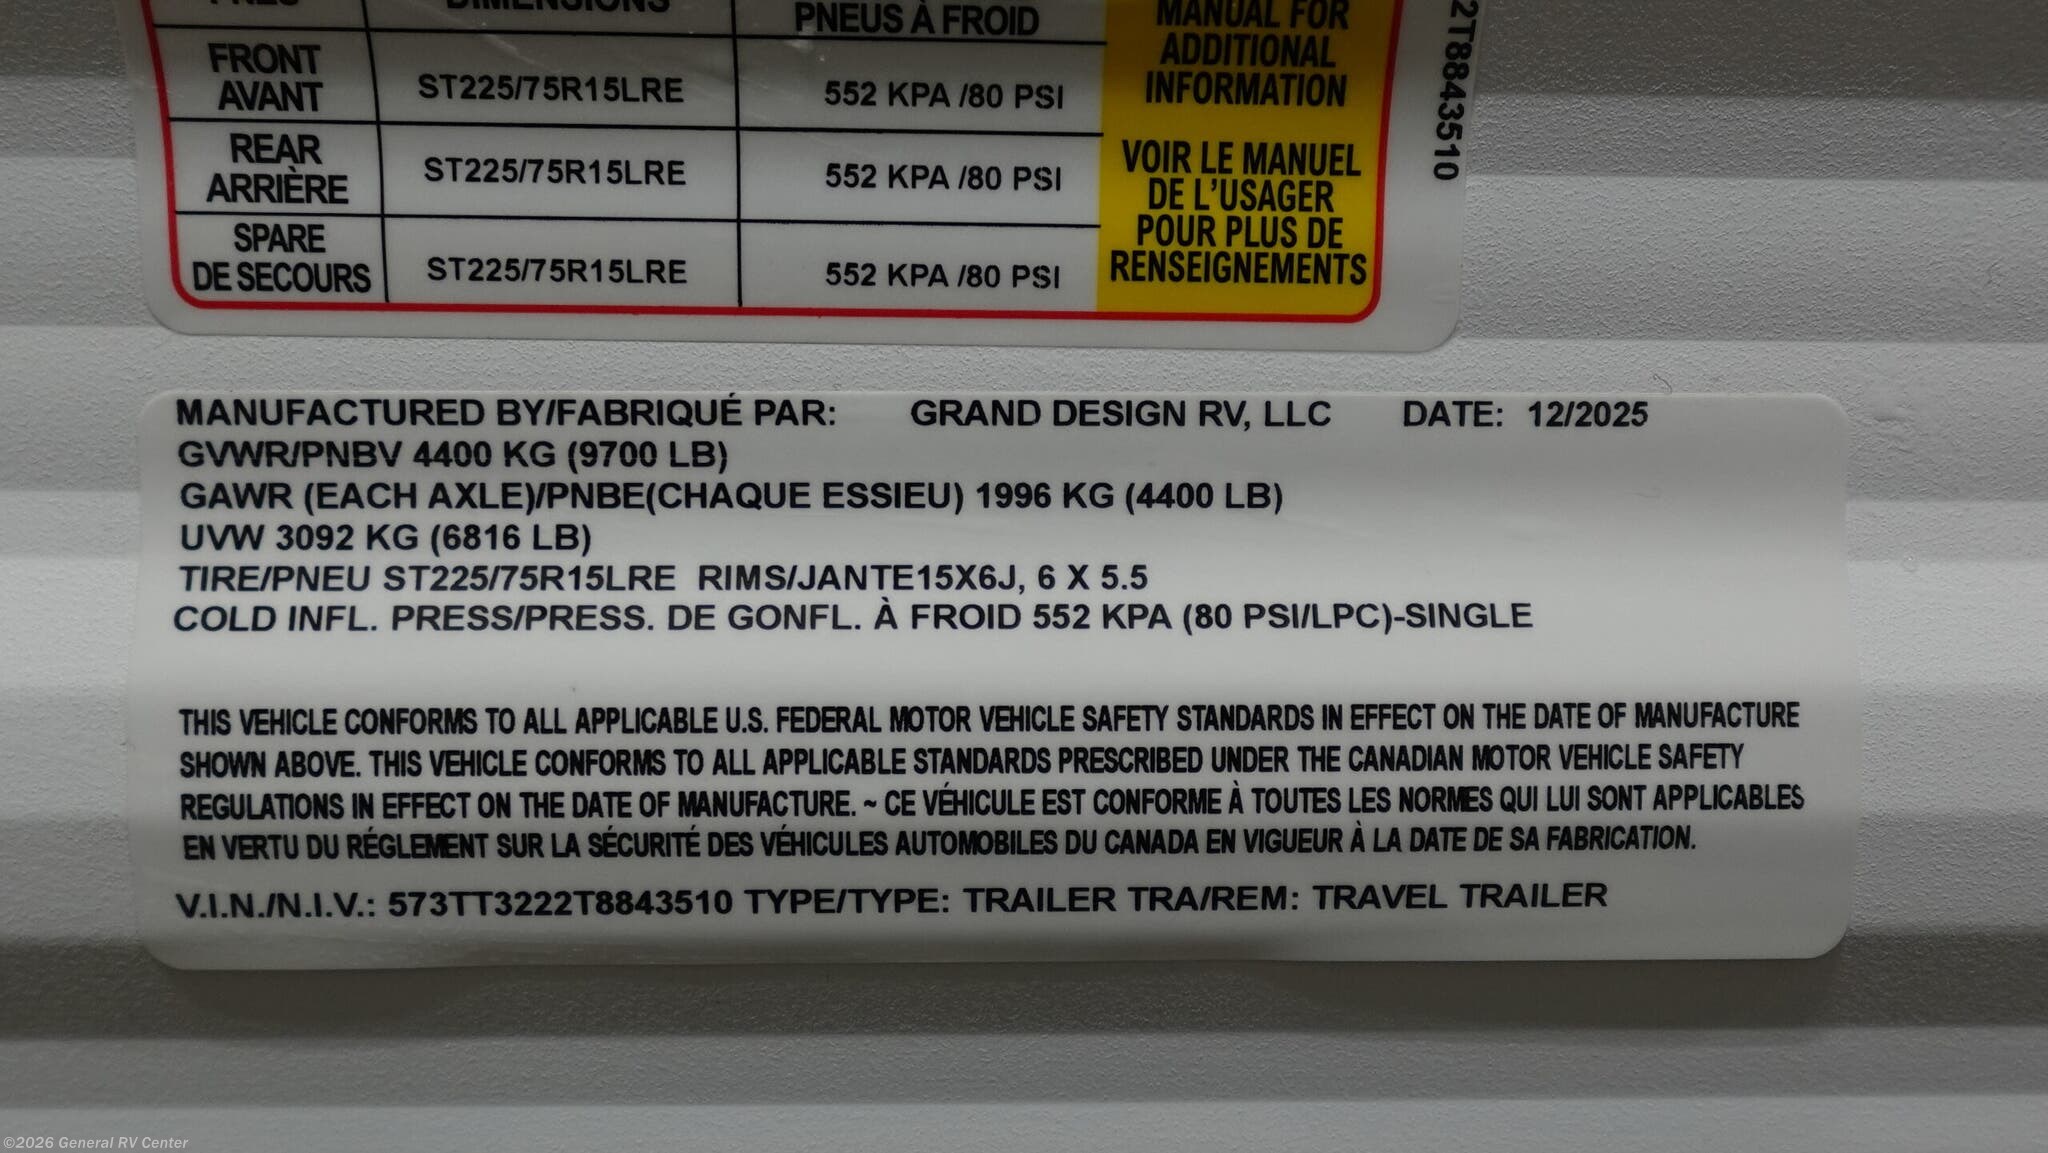 PNEU DIMENSIONS PNEUS À FROID
FRONT
AVANT
ST225/75R15LRE
552 KPA /80 PSI
REAR
ARRIÈRE
ST225/75R15LRE
552 KPA /80 PSI
SPARE
DE SECOURS
ST225/75R15LRE
552 KPA /80 PSI
MANUAL FOR
ADDITIONAL
INFORMATION
VOIR LE MANUEL
DE L'USAGER
POUR PLUS DE
RENSEIGNEMENTS
2T8843510
MANUFACTURED BY/FABRIQUÉ PAR: GRAND DESIGN RV, LLC DATE: 12/2025
GVWR/PNBV 4400 KG (9700 LB)
GAWR (EACH AXLE)/PNBE(CHAQUE ESSIEU) 1996 KG (4400 LB)
UVW 3092 KG (6816 LB)
TIRE/PNEU ST225/75R15LRE RIMS/JANTE15X6J, 6 X 5.5
COLD INFL. PRESS/PRESS. DE GONFL. À FROID 552 KPA (80 PSI/LPC)-SINGLE
THIS VEHICLE CONFORMS TO ALL APPLICABLE U.S. FEDERAL MOTOR VEHICLE SAFETY STANDARDS IN EFFECT ON THE DATE OF MANUFACTURE
SHOWN ABOVE. THIS VEHICLE CONFORMS TO ALL APPLICABLE STANDARDS PRESCRIBED UNDER THE CANADIAN MOTOR VEHICLE SAFETY
REGULATIONS IN EFFECT ON THE DATE OF MANUFACTURE. ~ CE VÉHICULE EST CONFORME À TOUTES LES NORMES QUI LUI SONT APPLICABLES
EN VERTU DU RÉGLEMENT SUR LA SÉCURITÉ DES VÉHICULES AUTOMOBILES DU CANADA EN VIGUEUR À LA DATE DE SA FABRICATION.
V.I.N./N.I.V.: 573TT3222T8843510 TYPE/TYPE: TRAILER TRA/REM: TRAVEL TRAILER
©2026 General RV Center